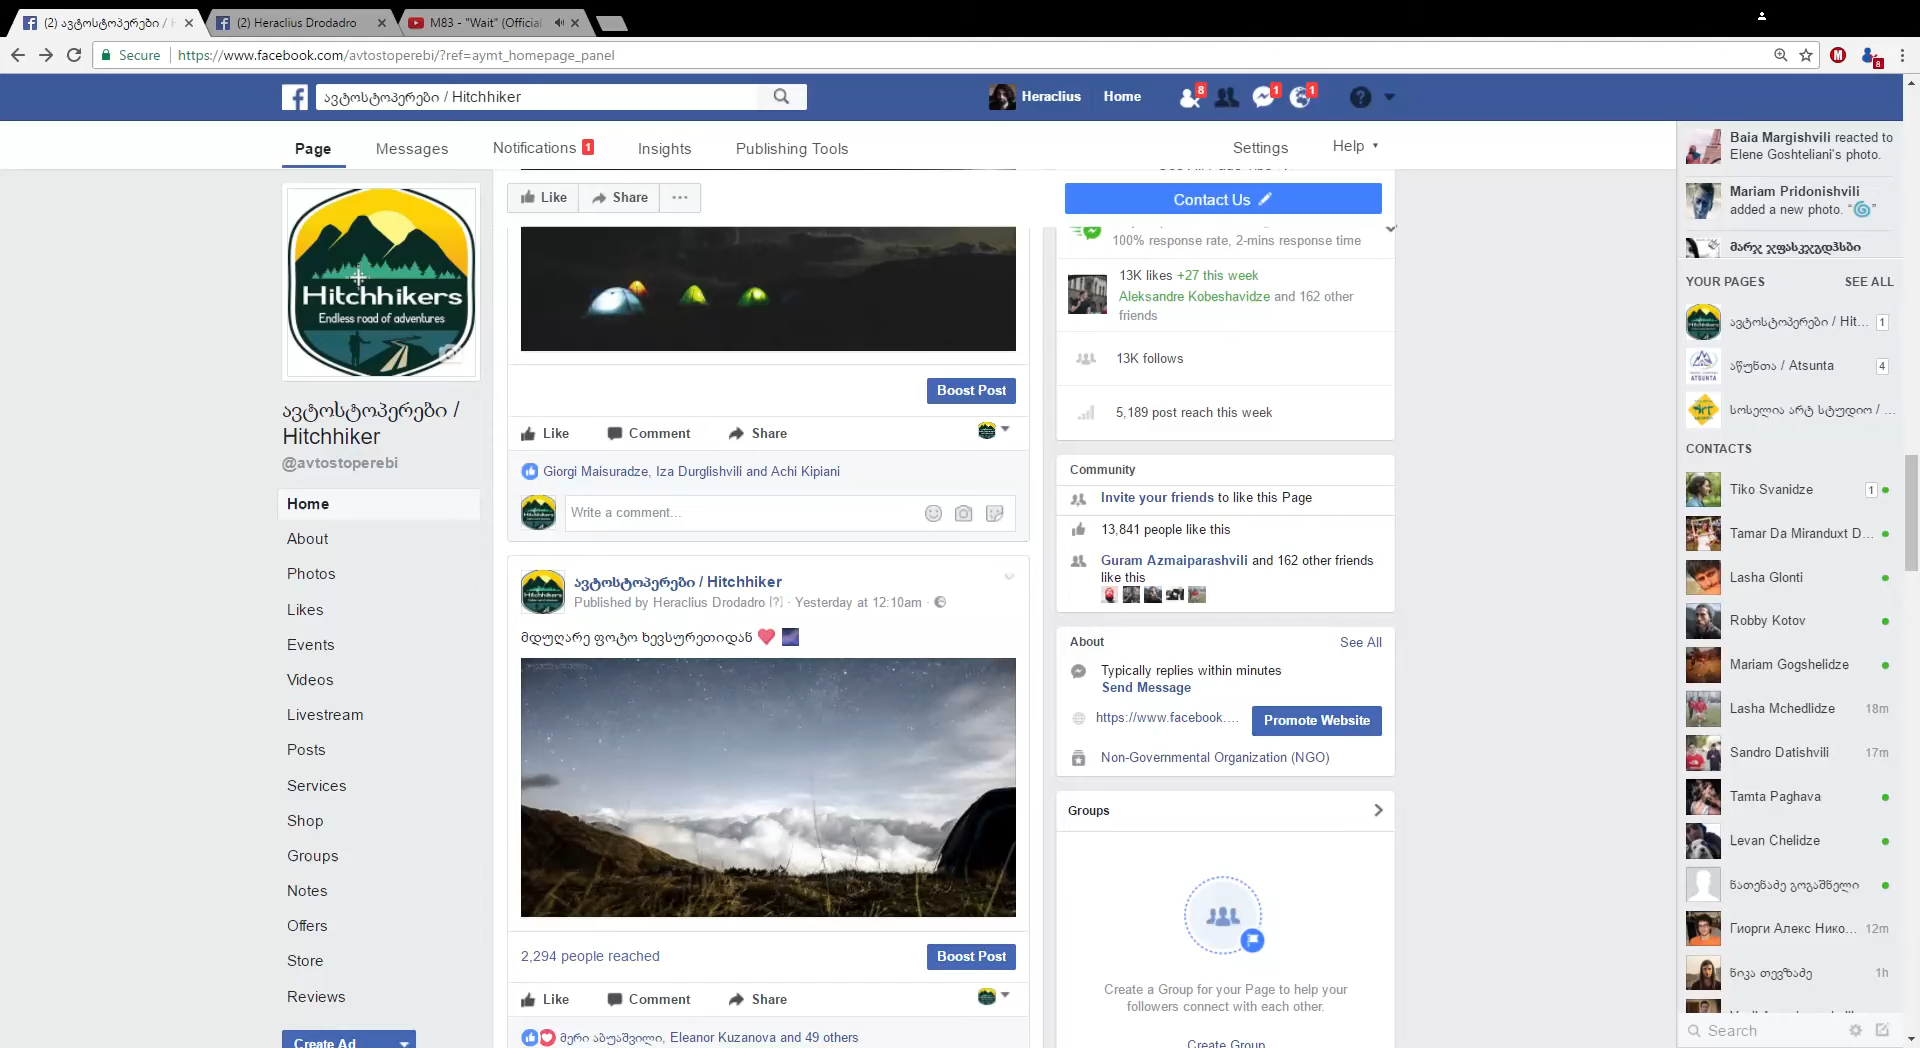 (2) ავტოსტოპერები / H
(2) Heraclius Drodadro
M83 - "Wait" (Official
Secure
https://www.facebook.com/avtostoperebi/?ref=aymt_homepage_panel
8
ავტოსტოპერები / Hitchhiker
Heraclius
Home
8
1
1
Page
Messages
Notifications 1
Insights
Publishing Tools
Settings
Help
Hitchhikers
Endless road of adventures
ავტოსტოპერები /
Hitchhiker
@avtostoperebi
Home
About
Photos
Likes
Events
Videos
Livestream
Posts
Services
Shop
Groups
Notes
Offers
Store
Reviews
Create Ad
Like
Share
...
Boost Post
Like
Comment
Share
Giorgi Maisuradze, Iza Durglishvili and Achi Kipiani
Write a comment...
ავტოსტოპერები / Hitchhiker
Published by Heraclius Drodadro [?] · Yesterday at 12:10am ·
მდუღარე ფოტო ხევსურეთიდან
2,294 people reached
Boost Post
Like
Comment
Share
მერი აბუაშვილი, Eleanor Kuzanova and 49 others
Contact Us
100% response rate, 2-mins response time
13K likes +27 this week
Aleksandre Kobeshavidze and 162 other
friends
13K follows
5,189 post reach this week
Community
Invite your friends to like this Page
13,841 people like this
Guram Azmaiparashvili and 162 other friends
like this
About
See All
Typically replies within minutes
Send Message
https://www.facebook....
Promote Website
Non-Governmental Organization (NGO)
Groups
Create a Group for your Page to help your
followers connect with each other.
Create Group
Baia Margishvili reacted to
Elene Goshteliani's photo.
Mariam Pridonishvili
added a new photo. “ ”
YOUR PAGES
SEE ALL
ავტოსტოპერები / Hit... 1
აწუნთა / Atsunta 4
სოსელია არტ სტუდიო / ...
CONTACTS
Tiko Svanidze 1
Tamar Da Miranduxt D...
Lasha Glonti
Robby Kotov
Mariam Gogshelidze
Lasha Mchedlidze 18m
Sandro Datishvili 17m
Tamta Paghava
Levan Chelidze
ნათენაძე გოგაშნელი
Гиорги Алекс Нико... 12m
ნიკა თევზაძე 1h
Search